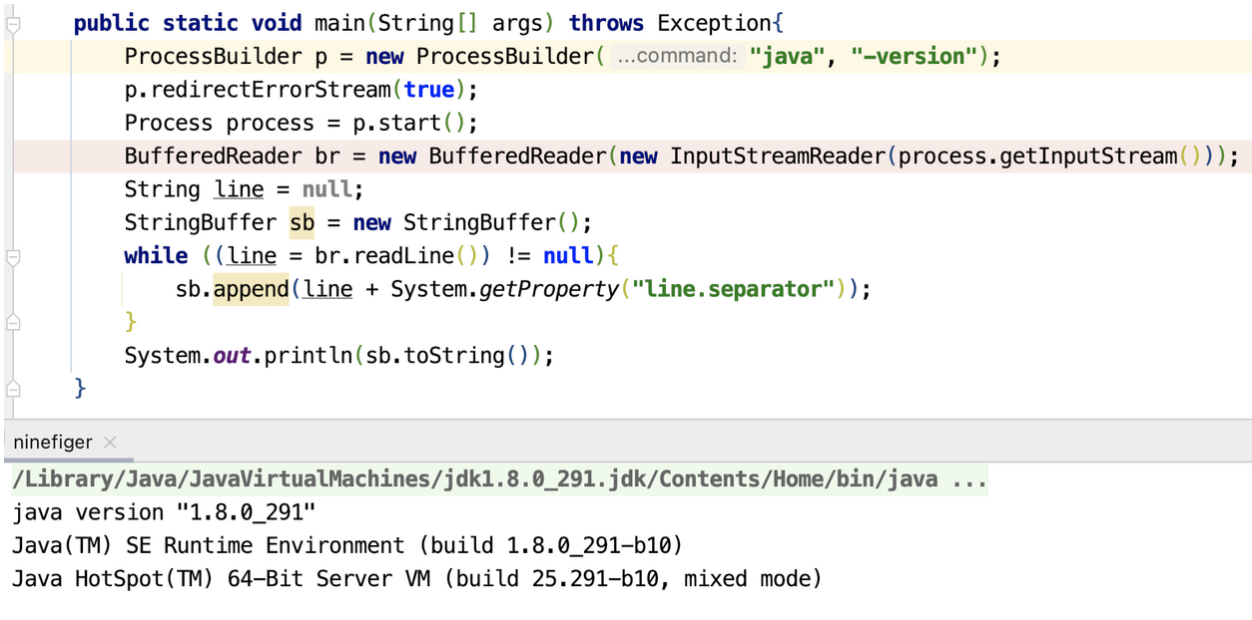 public static void main(String[] args) throws Exception{
    ProcessBuilder p = new ProcessBuilder( ...command: "java", "-version");
    p.redirectErrorStream(true);
    Process process = p.start();
    BufferedReader br = new BufferedReader(new InputStreamReader(process.getInputStream()));
    String line = null;
    StringBuffer sb = new StringBuffer();
    while ((line = br.readLine()) != null){
        sb.append(line + System.getProperty("line.separator"));
    }
    System.out.println(sb.toString());
}
ninefiger ×
/Library/Java/JavaVirtualMachines/jdk1.8.0_291.jdk/Contents/Home/bin/java ...
java version "1.8.0_291"
Java(TM) SE Runtime Environment (build 1.8.0_291-b10)
Java HotSpot(TM) 64-Bit Server VM (build 25.291-b10, mixed mode)